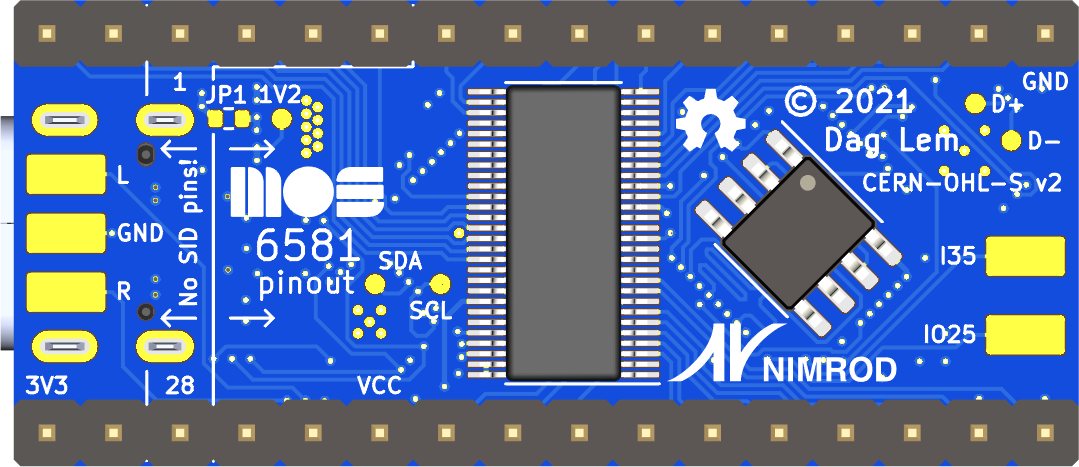 1
JP1 1V2
GND
© 2021
D+
Dag Lem
D-
L
CERN-OHL-S v2
No SID pins!
mos
GND
6581
pinout
SDA
I35
R
SCL
IO25
NIMROD
3V3
28
VCC